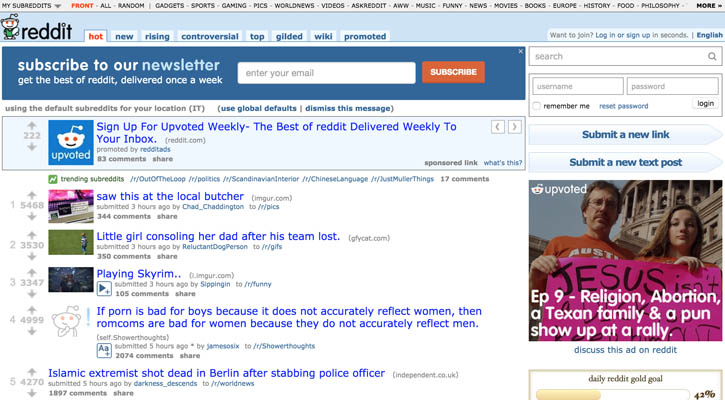 MY SUBREDDITS FRONT - ALL - RANDOM | GADGETS - SPORTS - GAMING - PICS - WORLDNEWS - VIDEOS - ASKREDDIT - AWW - MUSIC - FUNNY - NEWS - MOVIES - BOOKS - EUROPE - HISTORY - FOOD - PHILOSOPHY - MORE »
reddit hot new rising controversial top gilded wiki promoted
Want to join? Log in or sign up in seconds. | English
subscribe to our newsletter
get the best of reddit, delivered once a week
enter your email
SUBSCRIBE
×
using the default subreddits for your location (IT) (use global defaults | dismiss this message)
222
upvoted
Sign Up For Upvoted Weekly- The Best of reddit Delivered Weekly To
Your Inbox. (reddit.com)
promoted by redditads
83 comments share
sponsored link what's this?
trending subreddits /r/OutOfTheLoop /r/politics /r/ScandinavianInterior /r/ChineseLanguage /r/JustMullerThings 17 comments
1 5468 saw this at the local butcher (imgur.com)
submitted 3 hours ago by Chad_Chaddington to /r/pics
344 comments share
2 3530 Little girl consoling her dad after his team lost. (gfycat.com)
submitted 3 hours ago by ReluctantDogPerson to /r/gifs
350 comments share
3 3347 Playing Skyrim.. (i.imgur.com)
submitted 3 hours ago by Sippingin to /r/funny
105 comments share
4 4999 If porn is bad for boys because it does not accurately reflect women, then
romcoms are bad for women because they do not accurately reflect men.
(self.Showerthoughts)
submitted 5 hours ago * by jamesosix to /r/Showerthoughts
Aa+
2074 comments share
5 4270 Islamic extremist shot dead in Berlin after stabbing police officer (independent.co.uk)
submitted 5 hours ago by darkness_descends to /r/worldnews
1897 comments share
search
username
password
remember me reset password login
Submit a new link
Submit a new text post
upvoted
JESUS
Ep 9 - Religion, Abortion,
a Texan family & a pun
show up at a rally.
discuss this ad on reddit
daily reddit gold goal
42%